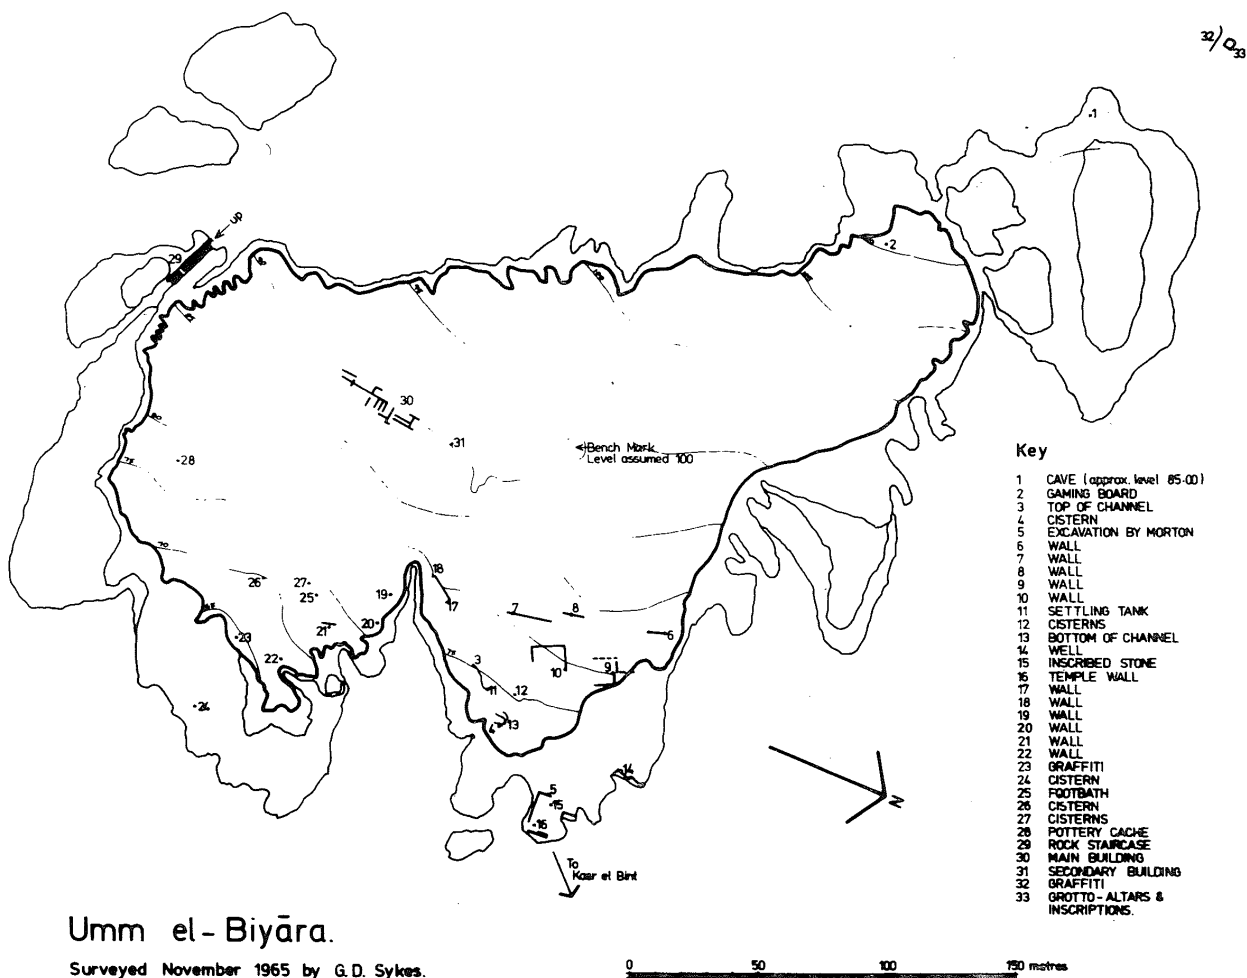 32/
33
1
up
29
2
30
31
Bench Mark
Level assumed 100
28
80
75
70
Key
1 CAVE (approx. level 85·00)
2 GAMING BOARD
3 TOP OF CHANNEL
4 CISTERN
5 EXCAVATION BY MORTON
6 WALL
7 WALL
8 WALL
9 WALL
10 WALL
11 SETTLING TANK
12 CISTERNS
13 BOTTOM OF CHANNEL
14 WELL
15 INSCRIBED STONE
16 TEMPLE WALL
17 WALL
18 WALL
19 WALL
20 WALL
21 WALL
22 WALL
23 GRAFFITI
24 CISTERN
25 FOOTBATH
26 CISTERN
27 CISTERNS
28 POTTERY CACHE
29 ROCK STAIRCASE
30 MAIN BUILDING
31 SECONDARY BUILDING
32 GRAFFITI
33 GROTTO-ALTARS &
INSCRIPTIONS.
18
26
27
25
19
17
7
8
21
20
23
6
22
75
3
10
9
11
12
24
4
13
14
5
15
16
N
To
Kasr el Bint
Umm el-Biyāra.
Surveyed November 1965 by G.D. Sykes.
0 50 100 150 metres